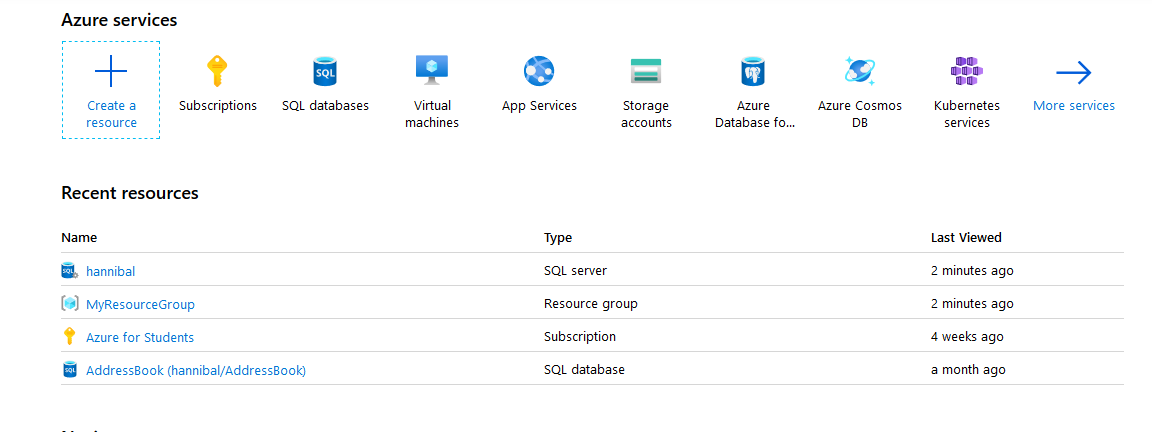 Azure services
Create a
resource
Subscriptions
SQL
SQL databases
Virtual
machines
App Services
Storage
accounts
Azure
Database fo...
Azure Cosmos
DB
Kubernetes
services
More services
Recent resources
Name Type Last Viewed
SQL hannibal SQL server 2 minutes ago
MyResourceGroup Resource group 2 minutes ago
Azure for Students Subscription 4 weeks ago
SQL AddressBook (hannibal/AddressBook) SQL database a month ago